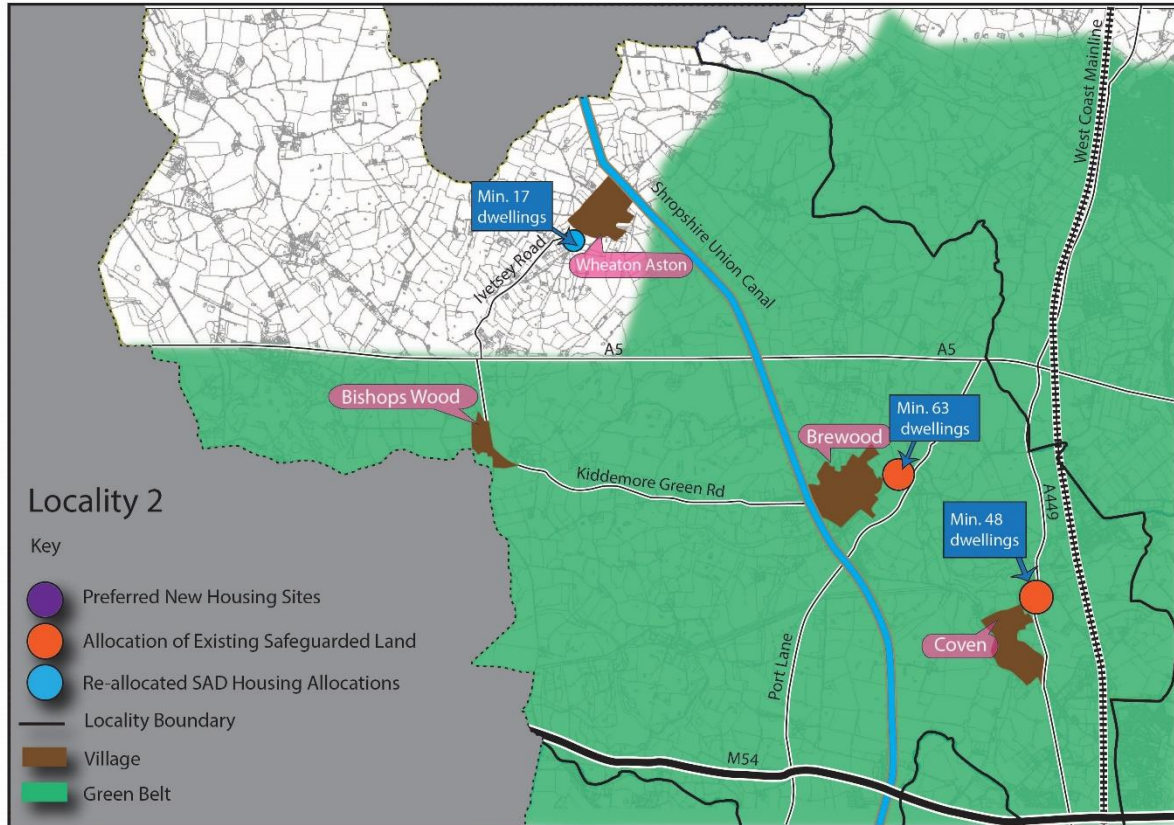 West Coast Mainline
Min. 17
dwellings
Shropshire Union Canal
Ivetsey Road
Wheaton Aston
A5
A5
Bishops Wood
Min. 63
dwellings
Brewood
Kiddemore Green Rd
A449
Min. 48
dwellings
Coven
Port Lane
M54
Locality 2
Key
Preferred New Housing Sites
Allocation of Existing Safeguarded Land
Re-allocated SAD Housing Allocations
Locality Boundary
Village
Green Belt